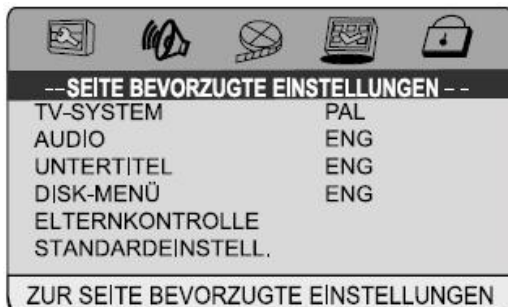 --SEITE BEVORZUGTE EINSTELLUNGEN--
TV-SYSTEM PAL
AUDIO ENG
UNTERTITEL ENG
DISK-MENÜ ENG
ELTERNKONTROLLE
STANDARDEINSTELL.
ZUR SEITE BEVORZUGTE EINSTELLUNGEN